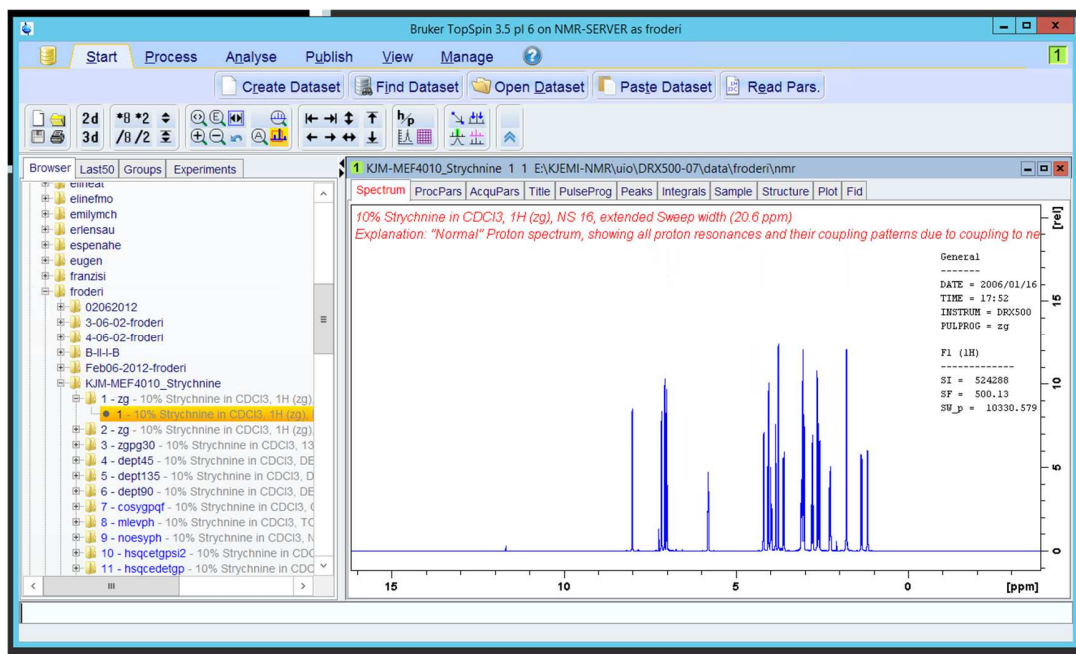 Bruker TopSpin 3.5 pl 6 on NMR-SERVER as froderi
Start Process Analyse Publish View Manage ? 1
Create Dataset Find Dataset Open Dataset Paste Dataset Read Pars.
2d *8 *2 h/p
3d /8 /2
Browser Last50 Groups Experiments
1 KJM-MEF4010_Strychnine 1 1 E:\KJEMI-NMR\uio\DRX500-07\data\froderi\nmr
Spectrum ProcPars AcquPars Title PulseProg Peaks Integrals Sample Structure Plot Fid
elineat
elinefmo
emilymch
erlensau
espenahe
eugen
franzisi
froderi
02062012
3-06-02-froderi
4-06-02-froderi
B-II-I-B
Feb06-2012-froderi
KJM-MEF4010_Strychnine
1 - zg - 10% Strychnine in CDCl3, 1H (zg),
1 - 10% Strychnine in CDCl3, 1H (zg),
2 - zg - 10% Strychnine in CDCl3, 1H (zg),
3 - zgpg30 - 10% Strychnine in CDCl3, 13
4 - dept45 - 10% Strychnine in CDCl3, DE
5 - dept135 - 10% Strychnine in CDCl3, D
6 - dept90 - 10% Strychnine in CDCl3, DE
7 - cosygpqf - 10% Strychnine in CDCl3, C
8 - mlevph - 10% Strychnine in CDCl3, TC
9 - noesyph - 10% Strychnine in CDCl3, N
10 - hsqcetgpsi2 - 10% Strychnine in CDC
11 - hsqcedetgp - 10% Strychnine in CDC
10% Strychnine in CDCl3, 1H (zg), NS 16, extended Sweep width (20.6 ppm)
Explanation: "Normal" Proton spectrum, showing all proton resonances and their coupling patterns due to coupling to ne
General
-------
DATE = 2006/01/16
TIME = 17:52
INSTRUM = DRX500
PULPROG = zg
F1 (1H)
-------------
SI = 524288
SF = 500.13
SW_p = 10330.579
[rel]
15
10
5
0
15 10 5 0 [ppm]